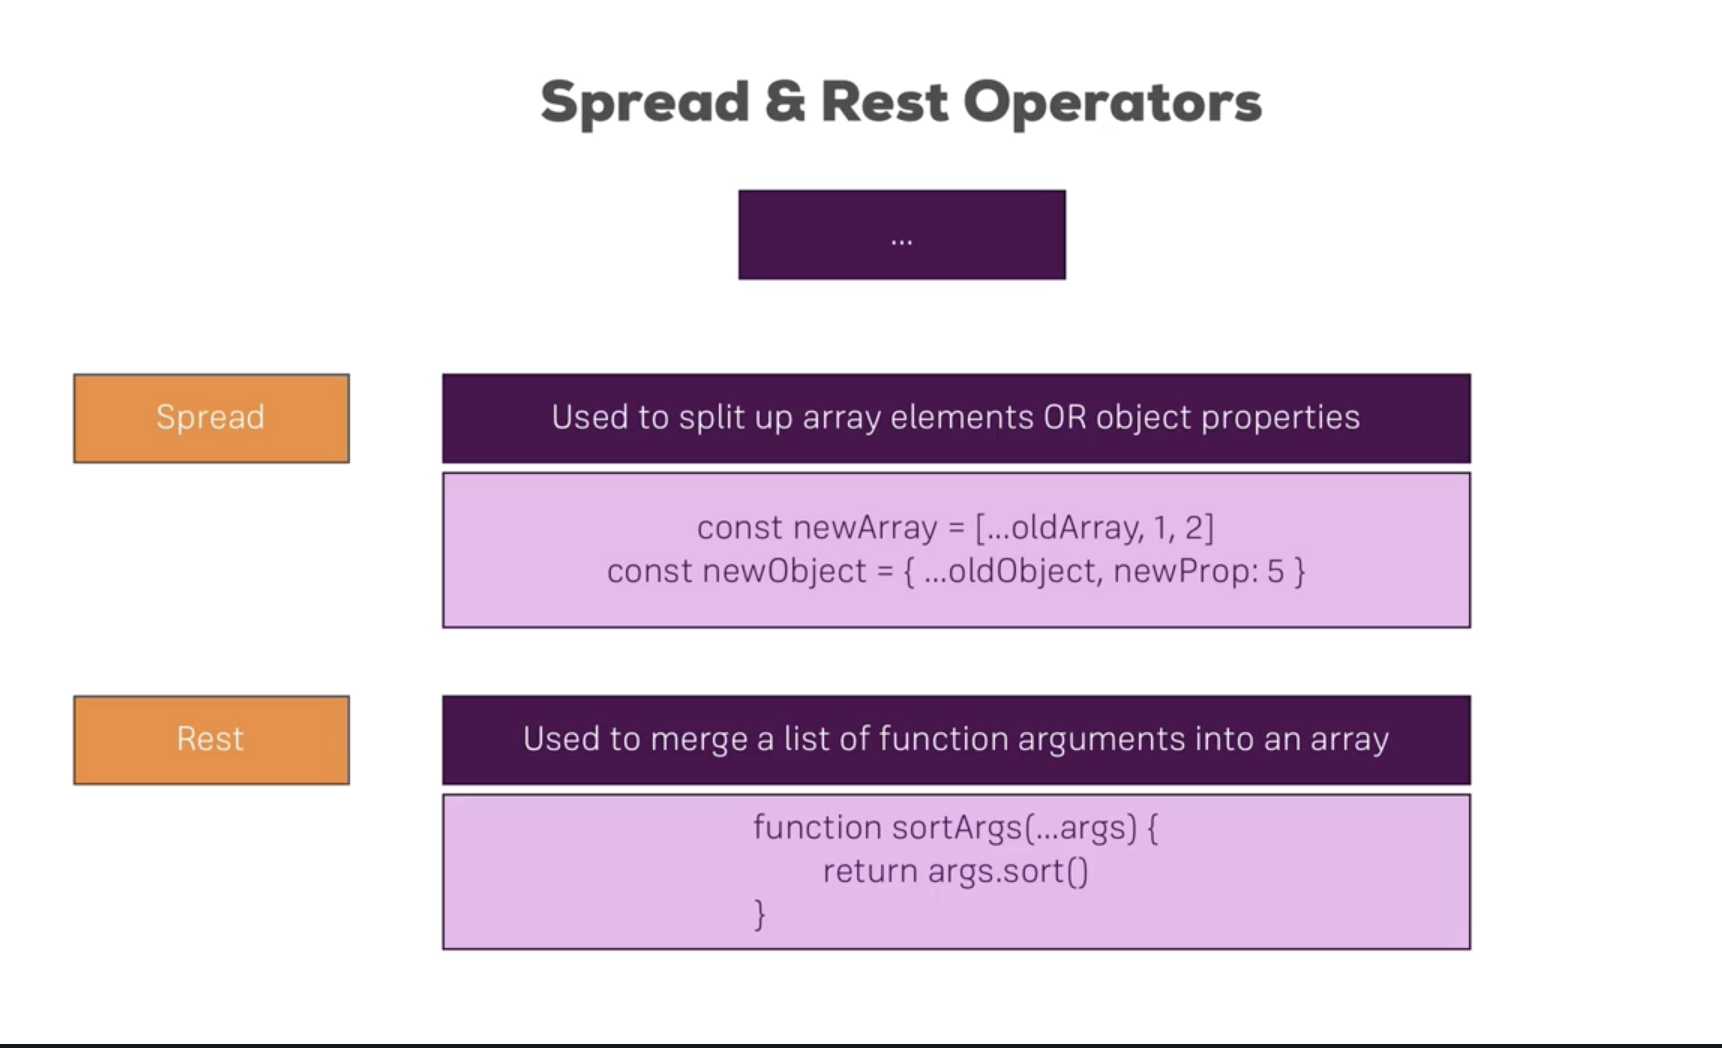 Spread & Rest Operators
...
Spread
Used to split up array elements OR object properties
const newArray = [...oldArray, 1, 2]
const newObject = { ...oldObject, newProp: 5 }
Rest
Used to merge a list of function arguments into an array
function sortArgs(...args) {
return args.sort()
}